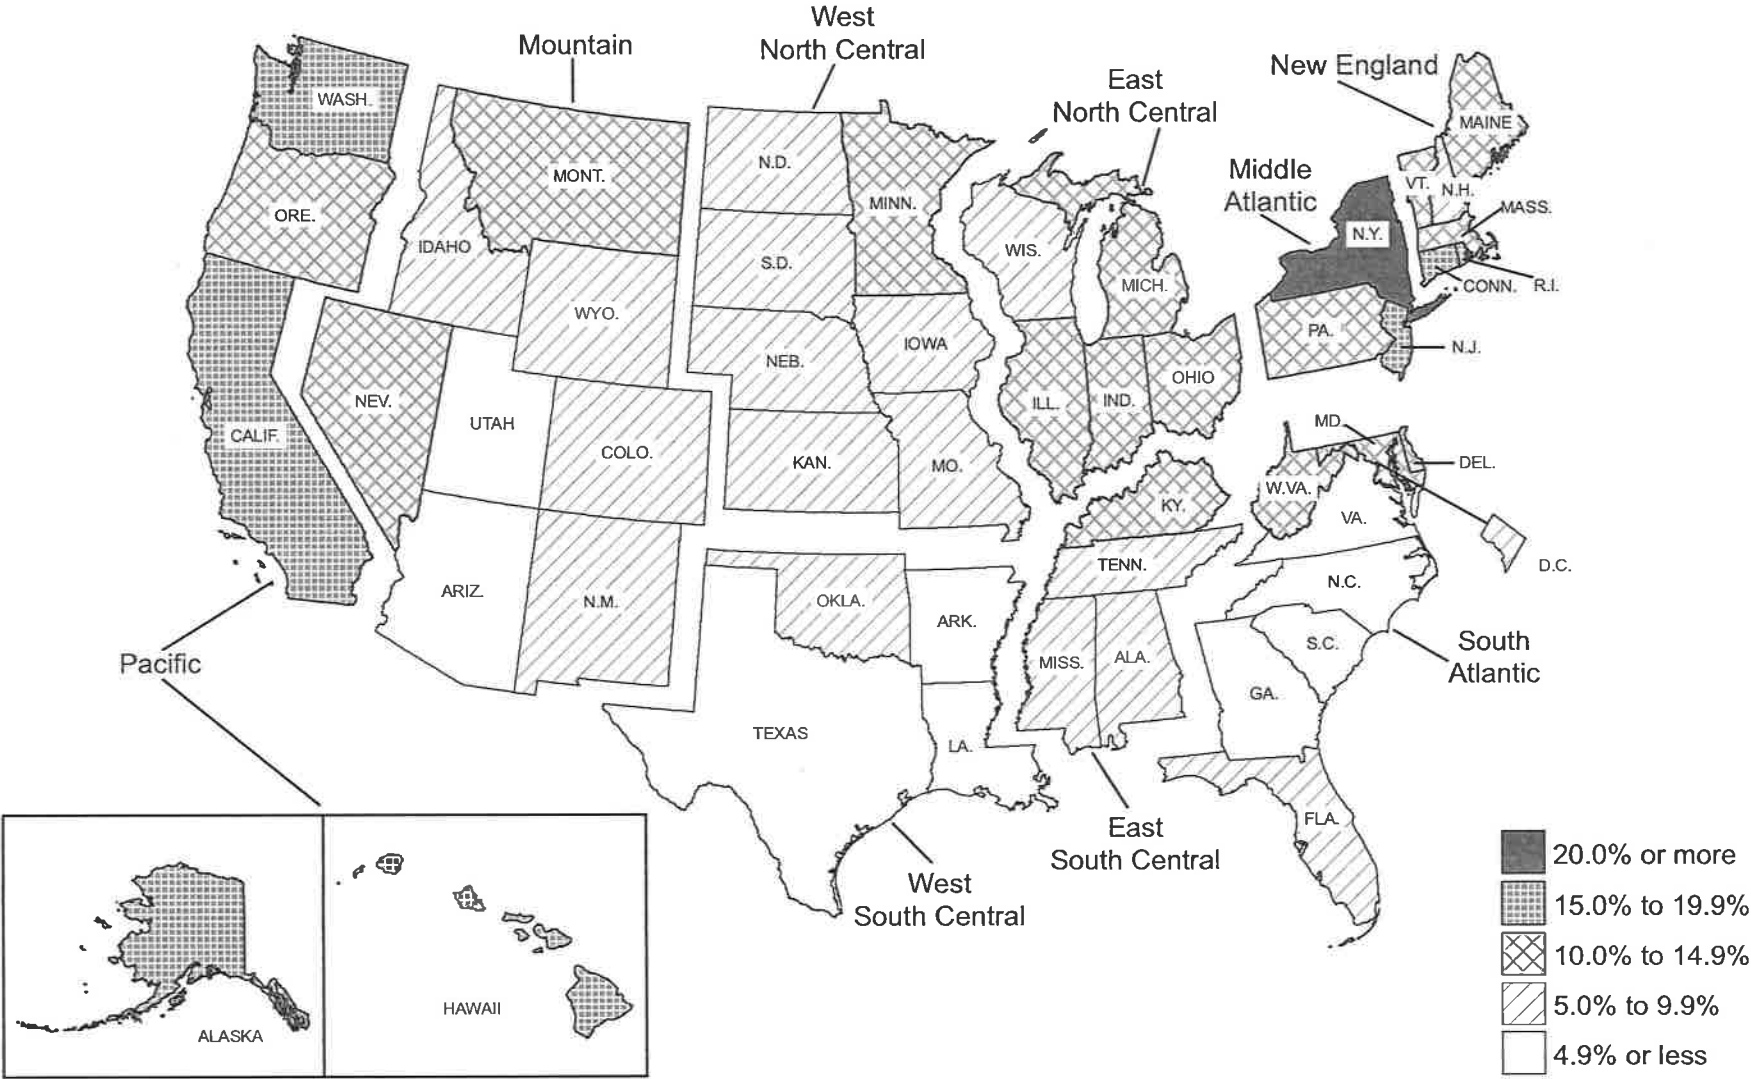 West
North Central
Mountain
New England
East
North Central
WASH.
MAINE
Middle
Atlantic
N.D.
MONT.
VT.
N.H.
MINN.
MASS.
ORE.
N.Y.
IDAHO
WIS.
S.D.
MICH.
CONN.
R.I.
WYO.
PA.
IOWA
N.J.
NEB.
OHIO
NEV.
ILL.
IND.
UTAH
MD.
CALIF.
COLO.
KAN.
MO.
DEL.
W.VA.
KY.
VA.
TENN.
D.C.
N.C.
ARIZ.
N.M.
OKLA.
ARK.
S.C.
South
Atlantic
MISS.
ALA.
Pacific
GA.
TEXAS
LA.
FLA.
East
South Central
West
South Central
20.0% or more
15.0% to 19.9%
10.0% to 14.9%
5.0% to 9.9%
4.9% or less
HAWAII
ALASKA